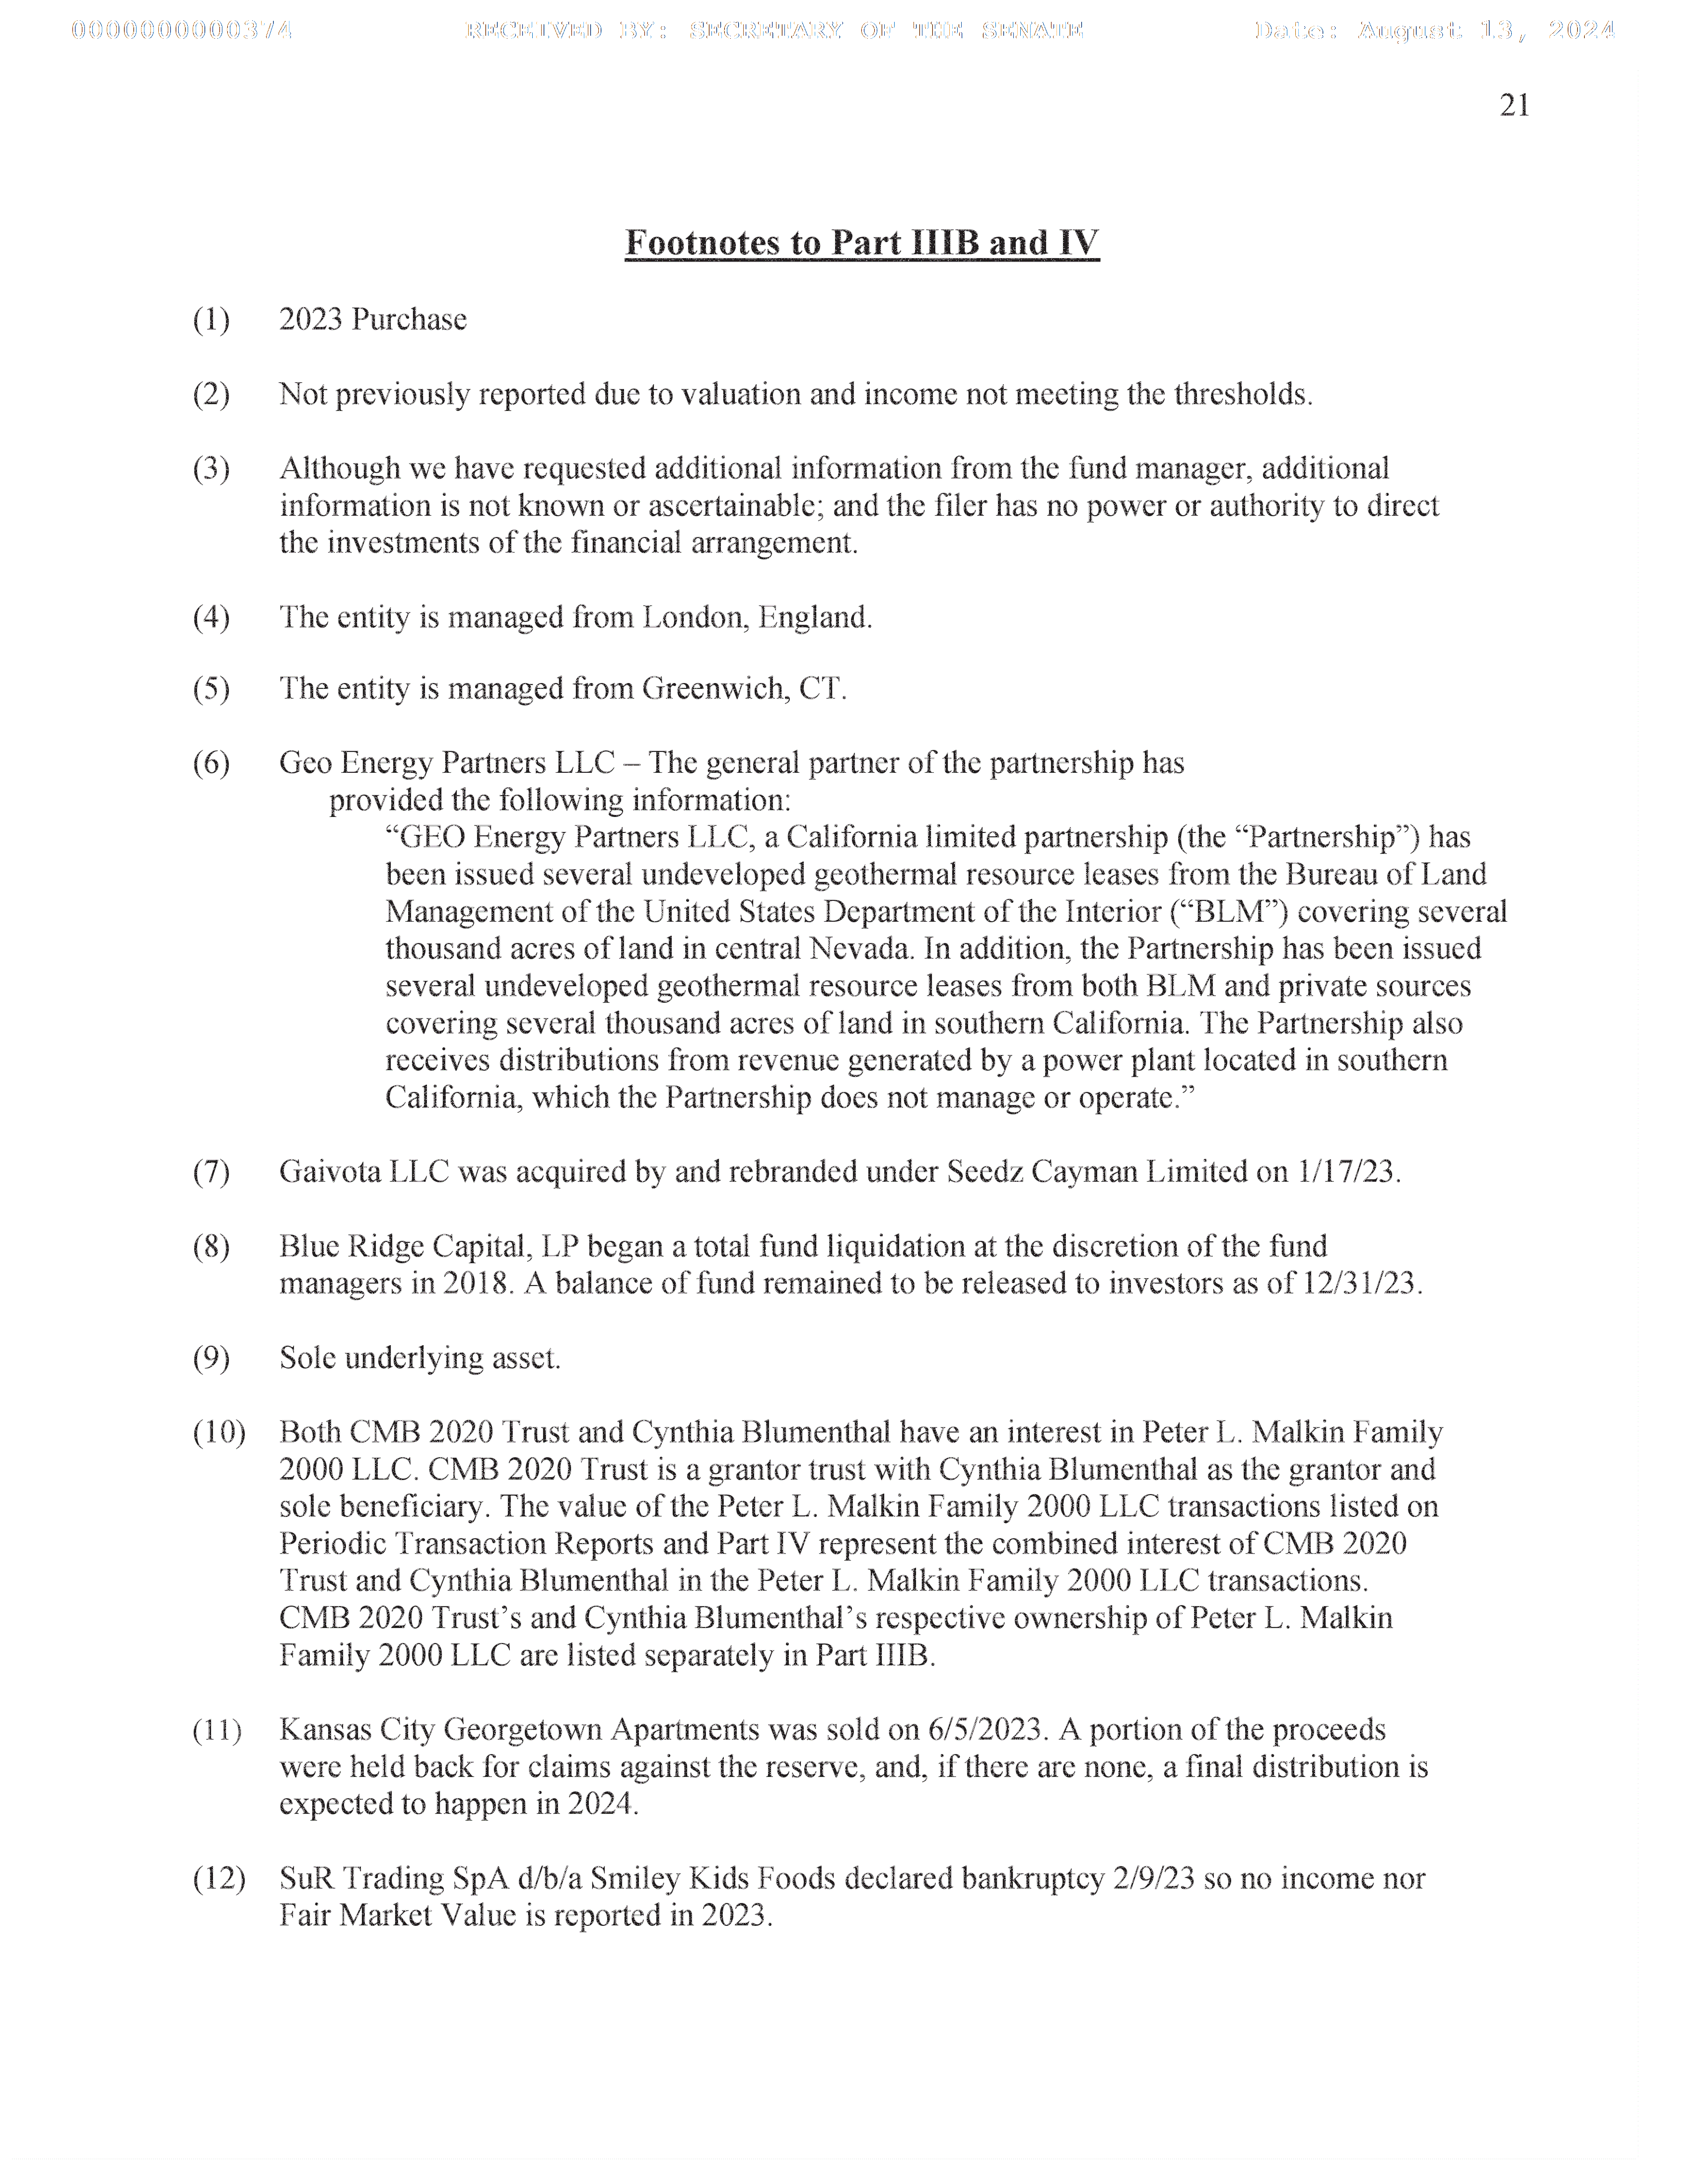 0000000000374 RECEIVED BY: SECRETARY OF THE SENATE Date: August 13, 2024
21
Footnotes to Part IIIB and IV
(1) 2023 Purchase
(2) Not previously reported due to valuation and income not meeting the thresholds.
(3) Although we have requested additional information from the fund manager, additional
information is not known or ascertainable; and the filer has no power or authority to direct
the investments of the financial arrangement.
(4) The entity is managed from London, England.
(5) The entity is managed from Greenwich, CT.
(6) Geo Energy Partners LLC – The general partner of the partnership has
provided the following information:
“GEO Energy Partners LLC, a California limited partnership (the “Partnership”) has
been issued several undeveloped geothermal resource leases from the Bureau of Land
Management of the United States Department of the Interior (“BLM”) covering several
thousand acres of land in central Nevada. In addition, the Partnership has been issued
several undeveloped geothermal resource leases from both BLM and private sources
covering several thousand acres of land in southern California. The Partnership also
receives distributions from revenue generated by a power plant located in southern
California, which the Partnership does not manage or operate.”
(7) Gaivota LLC was acquired by and rebranded under Seedz Cayman Limited on 1/17/23.
(8) Blue Ridge Capital, LP began a total fund liquidation at the discretion of the fund
managers in 2018. A balance of fund remained to be released to investors as of 12/31/23.
(9) Sole underlying asset.
(10) Both CMB 2020 Trust and Cynthia Blumenthal have an interest in Peter L. Malkin Family
2000 LLC. CMB 2020 Trust is a grantor trust with Cynthia Blumenthal as the grantor and
sole beneficiary. The value of the Peter L. Malkin Family 2000 LLC transactions listed on
Periodic Transaction Reports and Part IV represent the combined interest of CMB 2020
Trust and Cynthia Blumenthal in the Peter L. Malkin Family 2000 LLC transactions.
CMB 2020 Trust’s and Cynthia Blumenthal’s respective ownership of Peter L. Malkin
Family 2000 LLC are listed separately in Part IIIB.
(11) Kansas City Georgetown Apartments was sold on 6/5/2023. A portion of the proceeds
were held back for claims against the reserve, and, if there are none, a final distribution is
expected to happen in 2024.
(12) SuR Trading SpA d/b/a Smiley Kids Foods declared bankruptcy 2/9/23 so no income nor
Fair Market Value is reported in 2023.